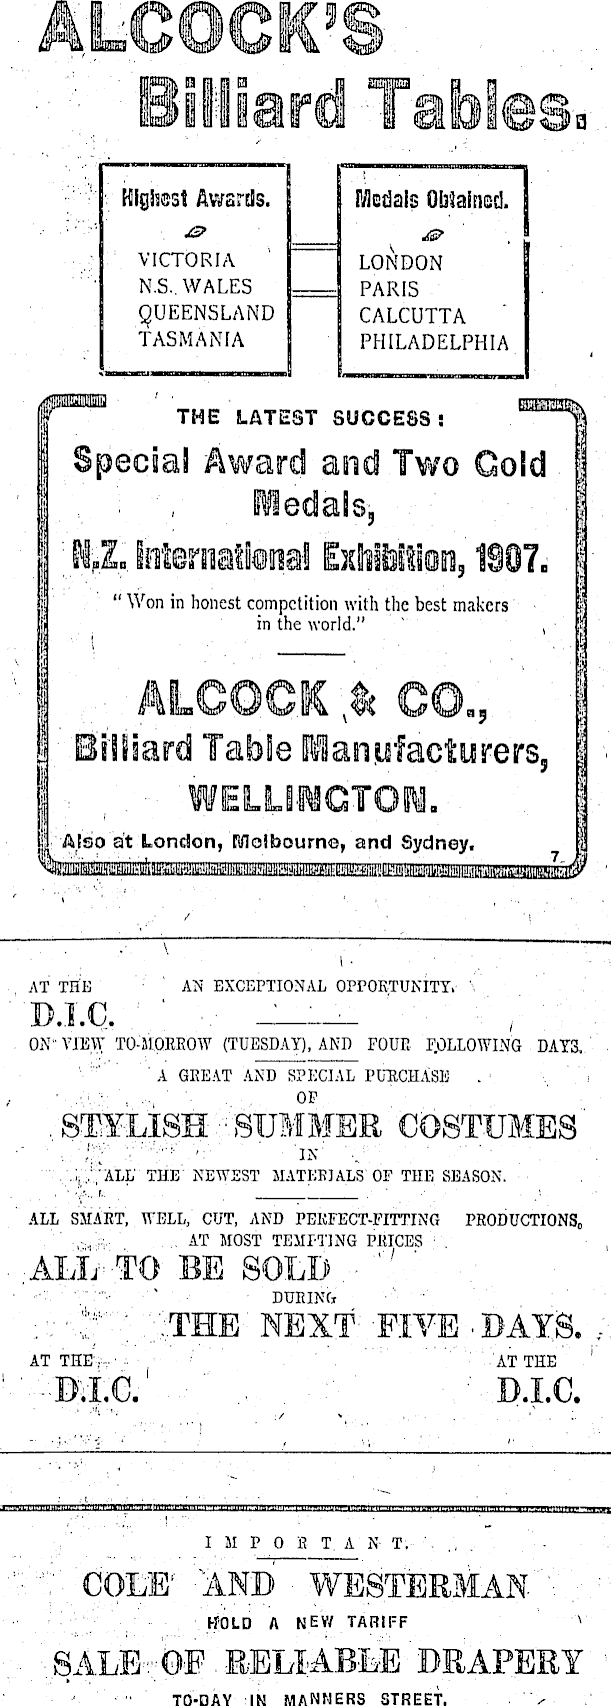 ALCOCK'S
Billiard Tables.
Highest Awards.
VICTORIA
N.S. WALES
QUEENSLAND
TASMANIA
Medals Obtained.
LONDON
PARIS
CALCUTTA
PHILADELPHIA
THE LATEST SUCCESS:
Special Award and Two Gold
Medals,
N.Z. International Exhibition, 1907.
"Won in honest competition with the best makers
in the world."
ALCOCK & CO.,
Billiard Table Manufacturers,
WELLINGTON.
Also at London, Melbourne, and Sydney.
7
AT THE AN EXCEPTIONAL OPPORTUNITY.
D.I.C.
ON VIEW TO-MORROW (TUESDAY), AND FOUR FOLLOWING DAYS.
A GREAT AND SPECIAL PURCHASE
OF
STYLISH SUMMER COSTUMES
IN
ALL THE NEWEST MATERIALS OF THE SEASON.
ALL SMART, WELL, CUT, AND PERFECT-FITTING PRODUCTIONS,
AT MOST TEMPTING PRICES
ALL TO BE SOLD
DURING
THE NEXT FIVE DAYS.
AT THE AT THE
D.I.C. D.I.C.
IMPORTANT.
COLE AND WESTERMAN
HOLD A NEW TARIFF
SALE OF RELIABLE DRAPERY
TO-DAY IN MANNERS STREET.